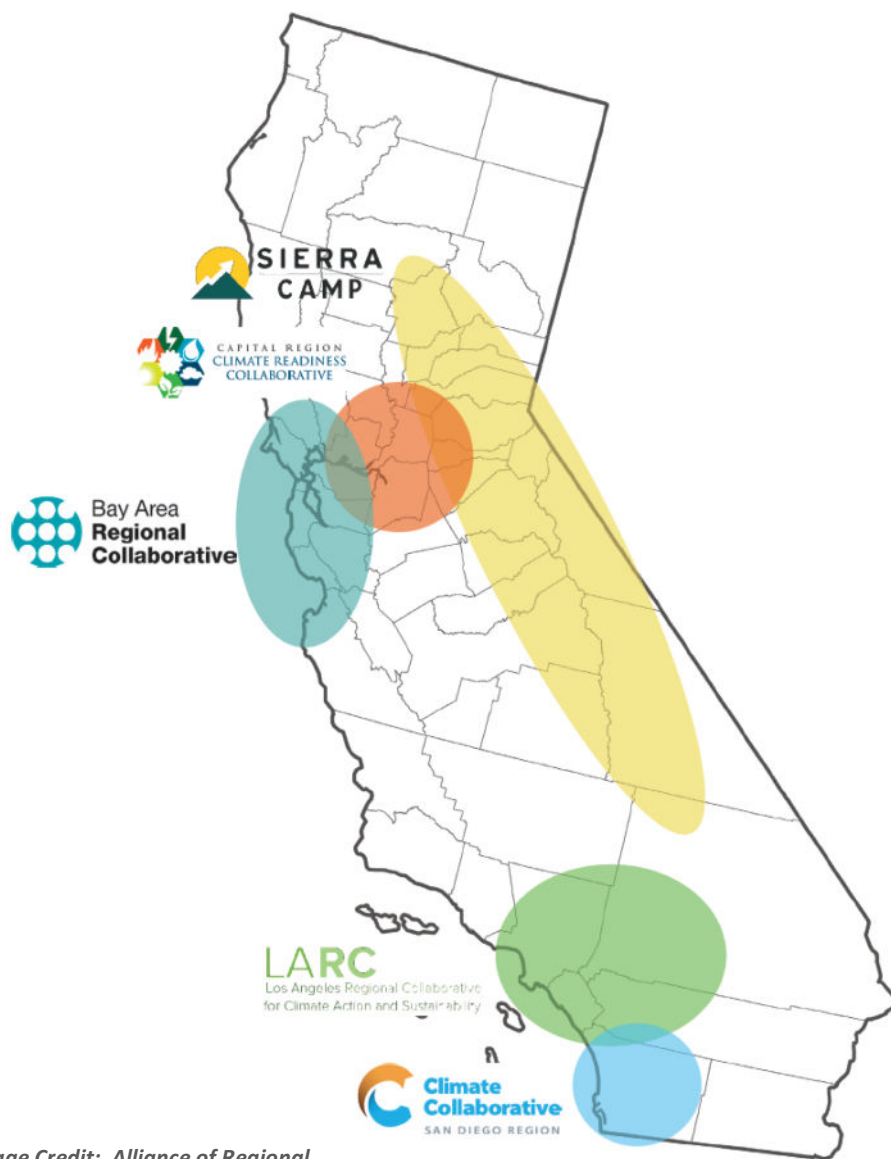 SIERRA
CAMP
CAPITAL REGION
CLIMATE READINESS
COLLABORATIVE
Bay Area
Regional
Collaborative
LARC
Los Angeles Regional Collaborative
for Climate Action and Sustainability
Climate
Collaborative
SAN DIEGO REGION
Credit: Alliance of Regional